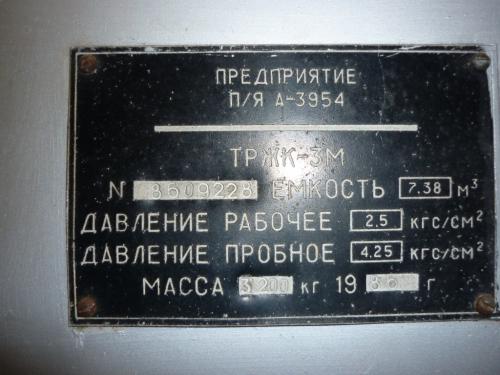 ПРЕДПРИЯТИЕ
П/Я А-3954
ТРЖК-3М
N 8609228 ЕМКОСТЬ 7.38 М³
ДАВЛЕНИЕ РАБОЧЕЕ 2.5 КГС/СМ²
ДАВЛЕНИЕ ПРОБНОЕ 4.25 КГС/СМ²
МАССА 3200 КГ 1986 Г